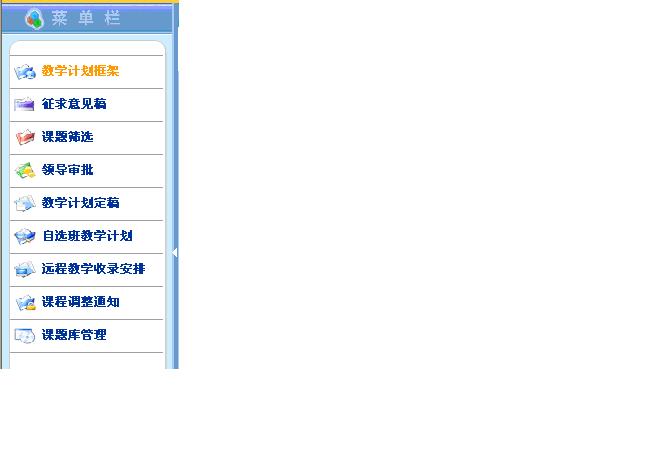 菜单栏
教学计划框架
征求意见稿
课题筛选
领导审批
教学计划定稿
自选班教学计划
远程教学收录安排
课程调整通知
课题库管理